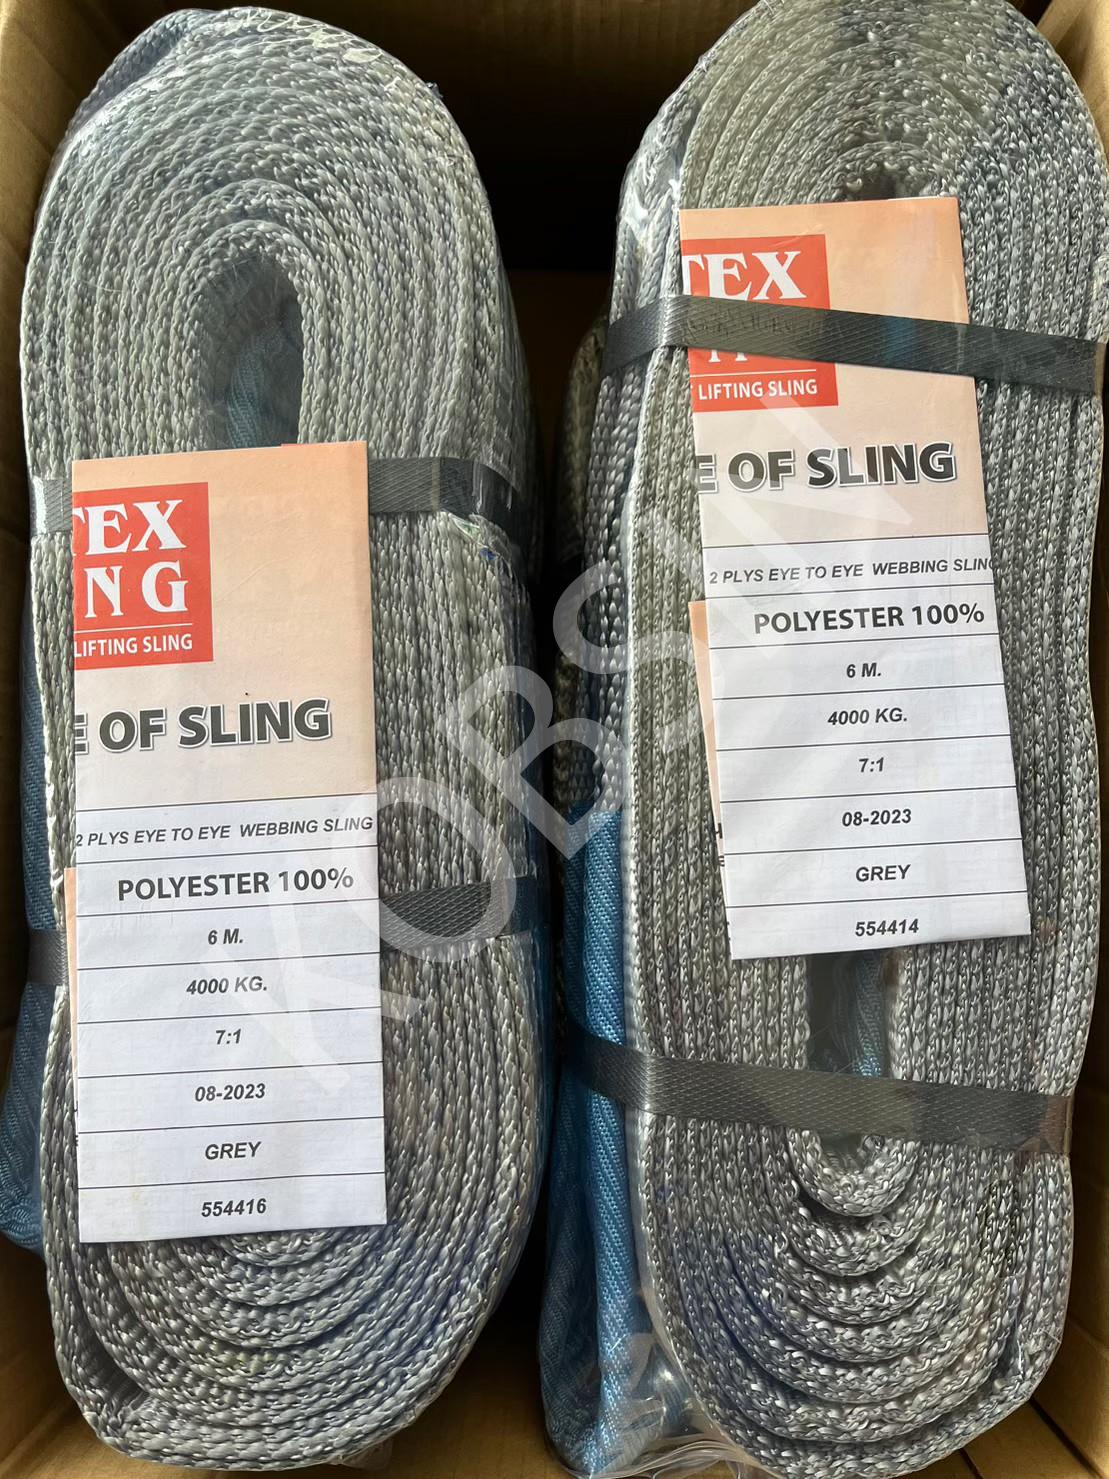 TEX
NG
LIFTING SLING
E OF SLING
2 PLYS EYE TO EYE WEBBING SLING
POLYESTER 100%
6 M.
4000 KG.
7:1
08-2023
GREY
554416
TEX
LIFTING SLING
E OF SLING
2 PLYS EYE TO EYE WEBBING SLING
POLYESTER 100%
6 M.
4000 KG.
7:1
08-2023
GREY
554414
KOBSIN